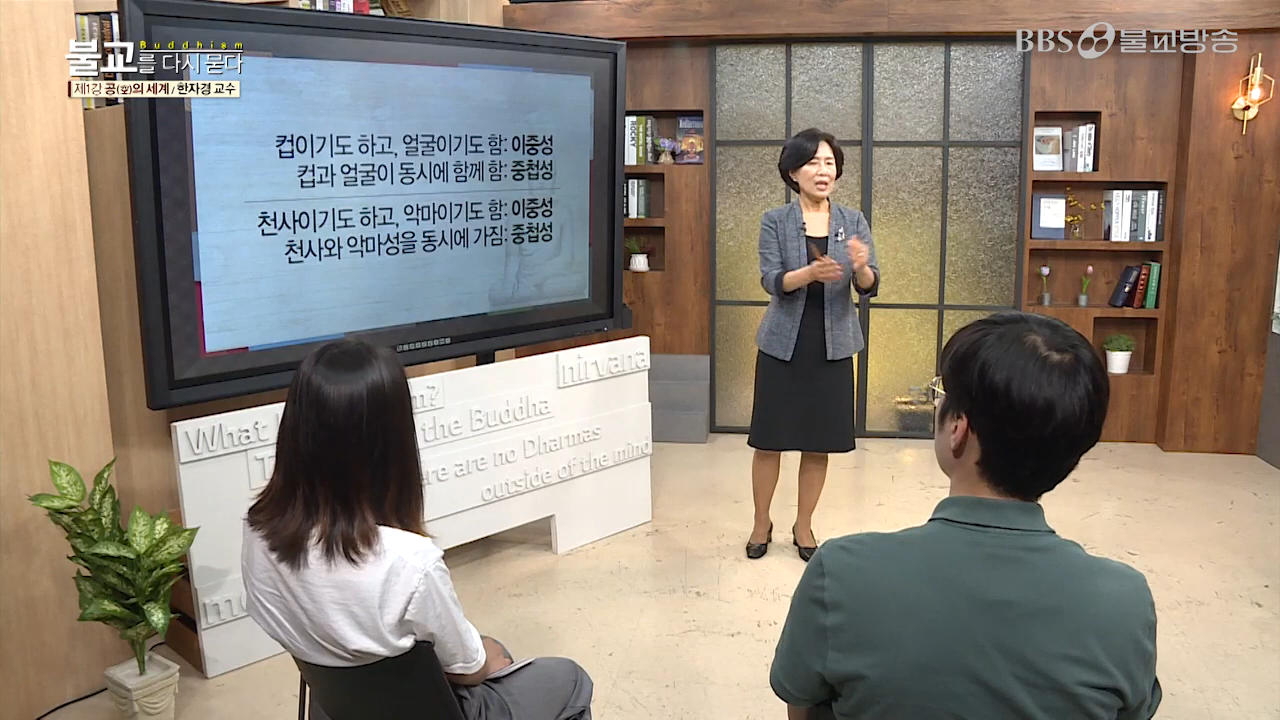 Buddhism
불교를 다시 묻다
제1강 공(空)의 세계 / 한자경 교수
BBS 불교방송
컵이기도 하고, 얼굴이기도 함: 이중성
컵과 얼굴이 동시에 함께 함: 중첩성
천사이기도 하고, 악마이기도 함: 이중성
천사와 악마성을 동시에 가짐: 중첩성
nirvana
What
the Buddha
are no Dharmas
outside of the mind